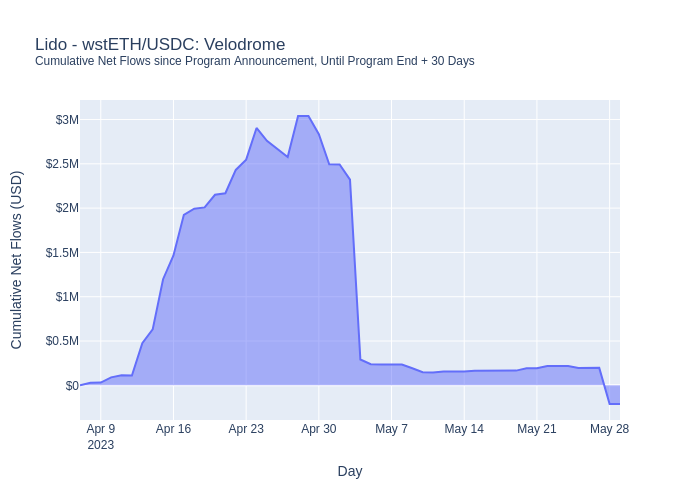 Lido - wstETH/USDC: Velodrome
Cumulative Net Flows since Program Announcement, Until Program End + 30 Days
Cumulative Net Flows (USD)
$3M
$2.5M
$2M
$1.5M
$1M
$0.5M
$0
Apr 9
2023
Apr 16
Apr 23
Apr 30
May 7
May 14
May 21
May 28
Day